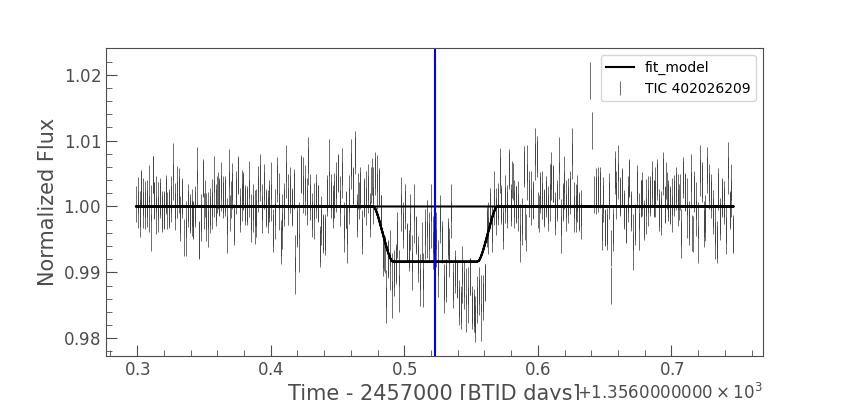 fit_model
TIC 402026209
1.02
1.01
1.00
0.99
0.98
Normalized Flux
0.3 0.4 0.5 0.6 0.7
Time - 2457000 [BTJD days]
+1.3560000000 × 10³